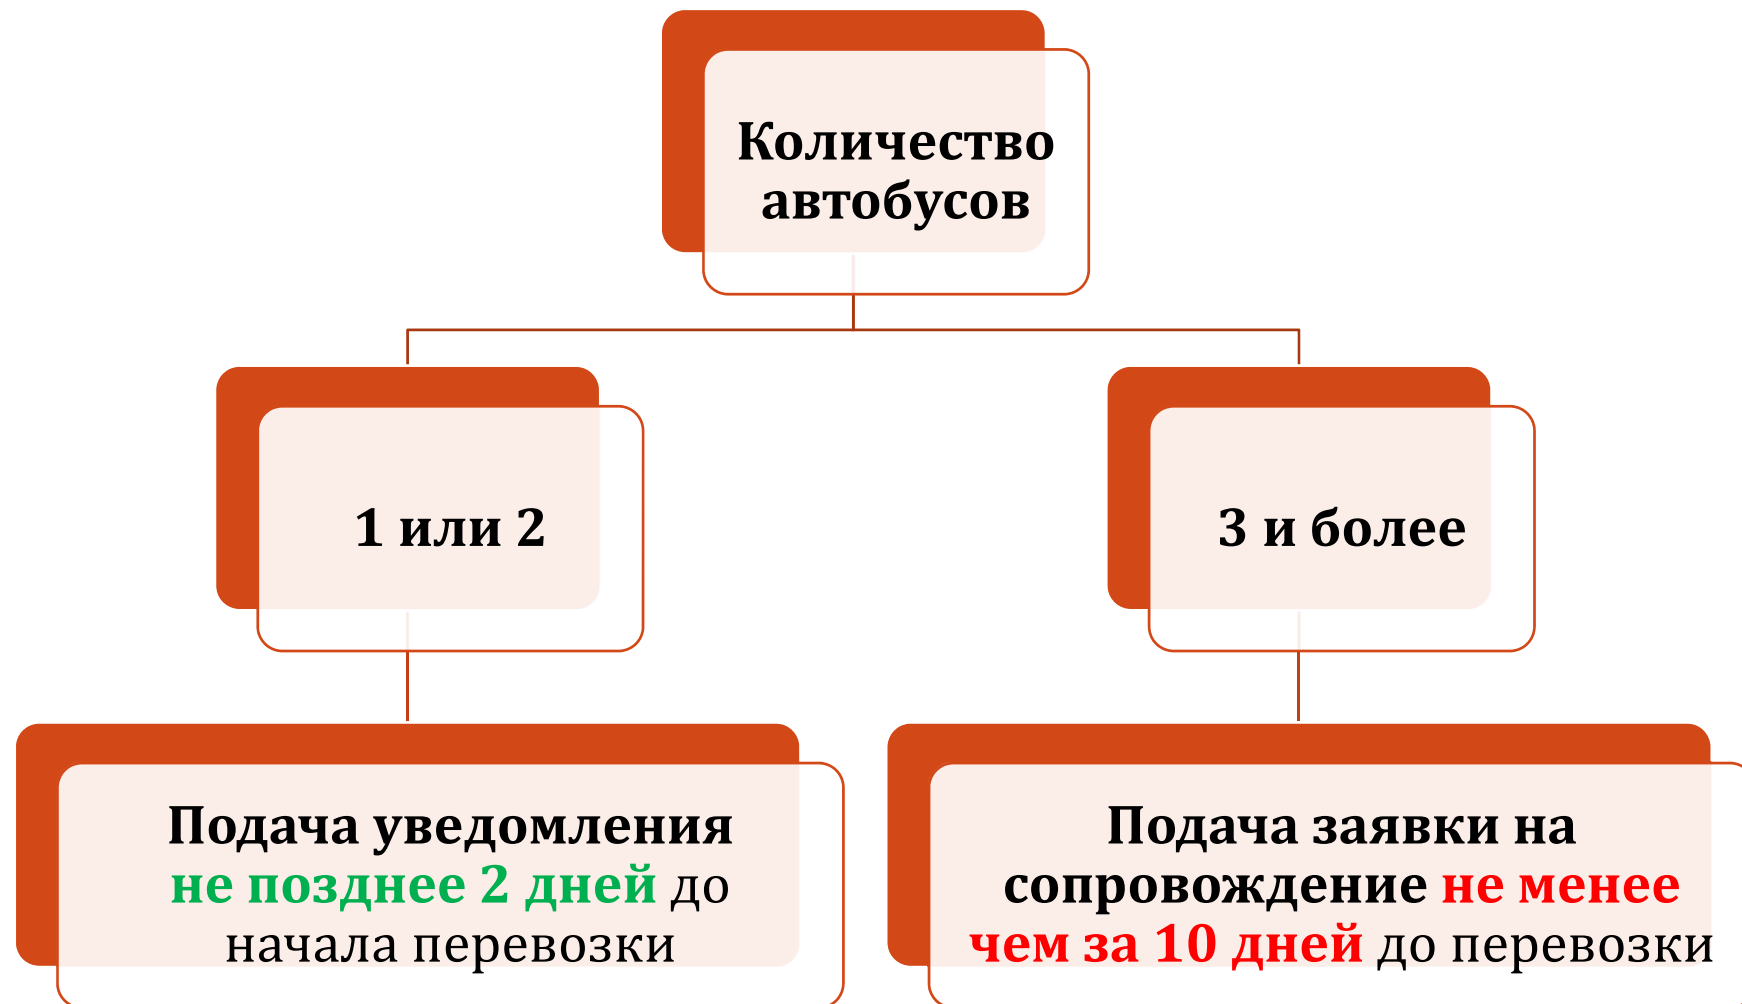 Количество
автобусов
1 или 2
3 и более
Подача уведомления
не позднее 2 дней до
начала перевозки
Подача заявки на
сопровождение не менее
чем за 10 дней до перевозки